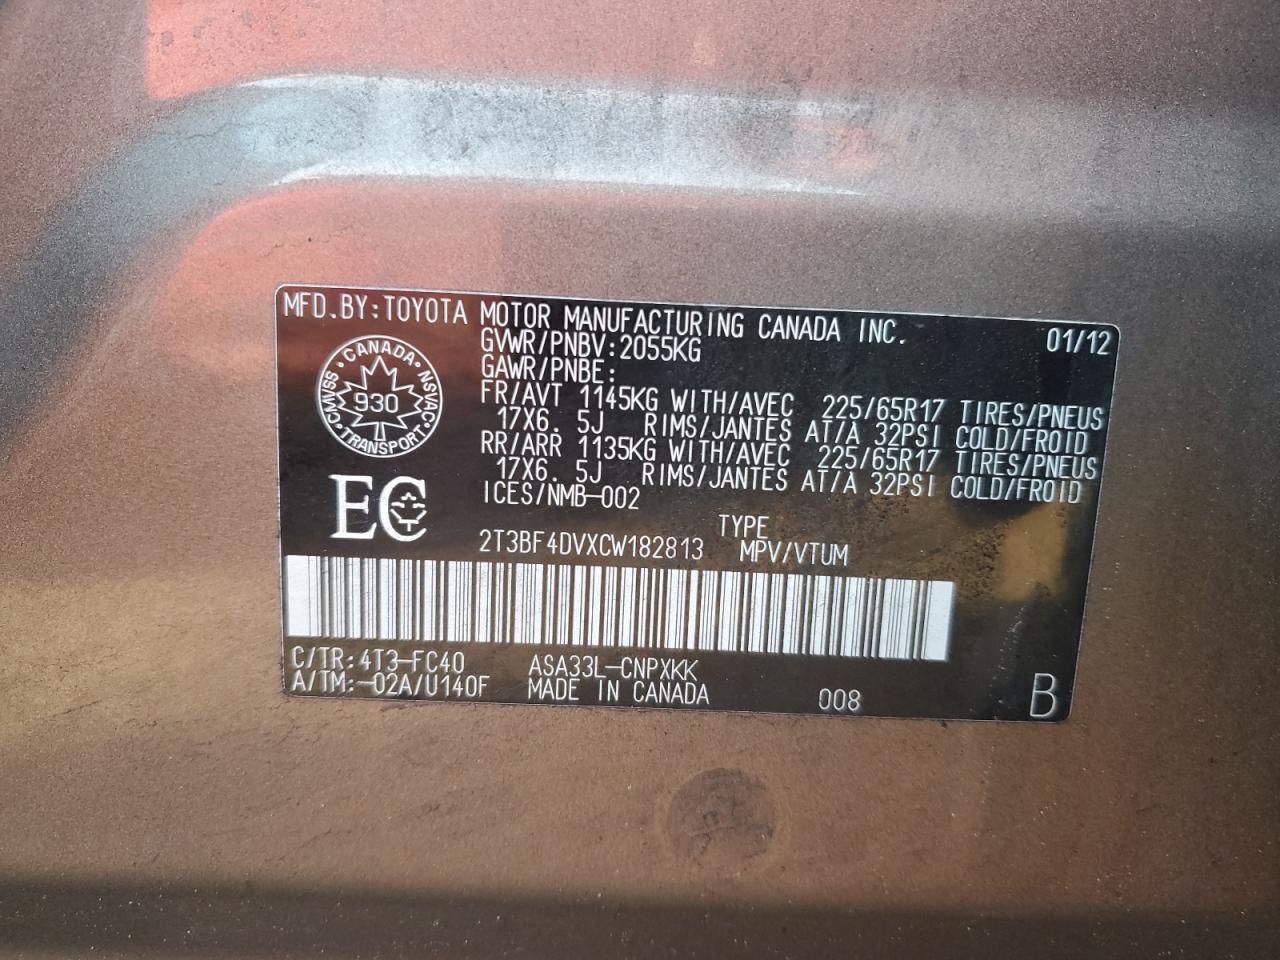 MFD.BY:TOYOTA MOTOR MANUFACTURING CANADA INC. 01/12
GVWR/PNBV:2055KG
GAWR/PNBE:
FR/AVT 1145KG WITH/AVEC 225/65R17 TIRES/PNEUS
17X6.5J RIMS/JANTES AT/A 32PSI COLD/FROID
RR/ARR 1135KG WITH/AVEC 225/65R17 TIRES/PNEUS
17X6.5J RIMS/JANTES AT/A 32PSI COLD/FROID
ICES/NMB-002
CANADA
CMVSS 930 NSVAC
TRANSPORT
EC
TYPE
2T3BF4DVXCW182813 MPV/VTUM
C/TR:4T3-FC40 ASA33L-CNPXKK
A/TM:-02A/U140F MADE IN CANADA 008 B